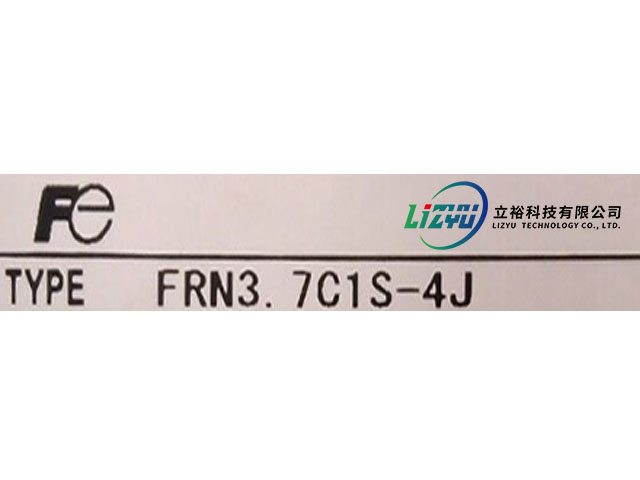 Fe
LIZYU 立裕科技有限公司
LIZYU TECHNOLOGY CO., LTD.
TYPE FRN3.7C1S-4J